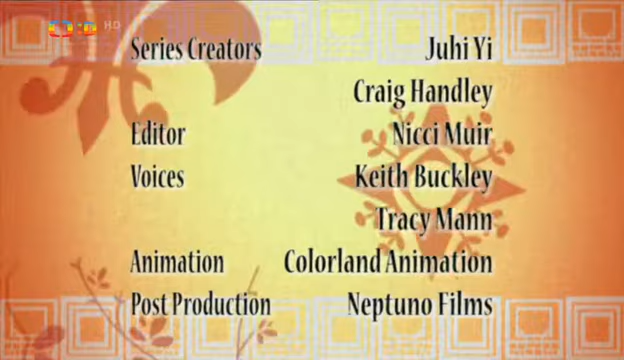 HD
Series Creators Juhi Yi
Craig Handley
Editor Nicci Muir
Voices Keith Buckley
Tracy Mann
Animation Colorland Animation
Post Production Neptuno Films